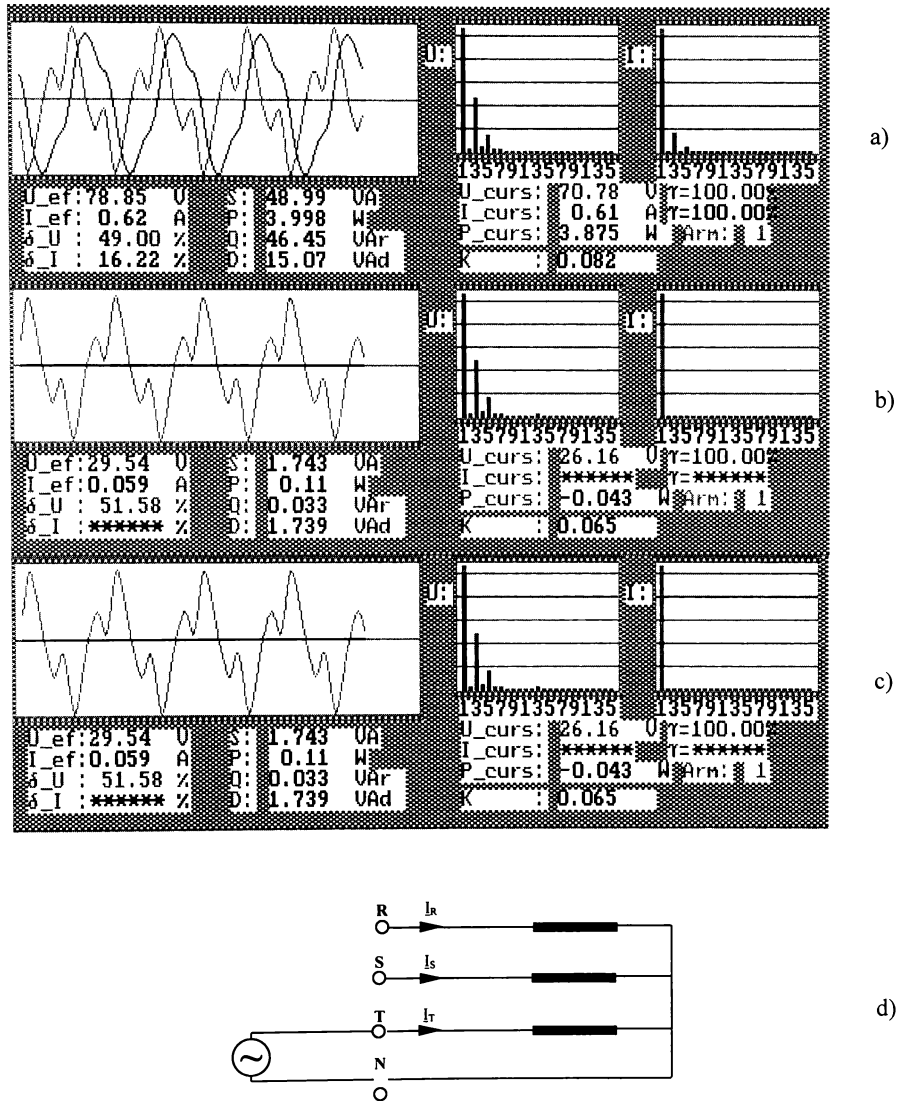 U: I:
a)
1357913579135 1357913579135
U_ef:78.85 V S: 48.99 VA U_curs: 70.78 V γ=100.00%
I_ef: 0.62 A P: 3.998 W I_curs: 0.61 A γ=100.00%
δ_U : 49.00 % Q: 46.45 VAr P_curs: 3.875 W Arm: 1
δ_I : 16.22 % D: 15.07 VAd K : 0.082
U: I:
b)
1357913579135 1357913579135
U_ef:29.54 V S: 1.743 VA U_curs: 26.16 V γ=100.00%
I_ef:0.059 A P: 0.11 W I_curs: ****** γ=******
δ_U : 51.58 % Q: 0.033 VAr P_curs: -0.043 W Arm: 1
δ_I : ****** % D: 1.739 VAd K : 0.065
U: I:
c)
1357913579135 1357913579135
U_ef:29.54 V S: 1.743 VA U_curs: 26.16 V γ=100.00%
I_ef:0.059 A P: 0.11 W I_curs: ****** γ=******
δ_U : 51.58 % Q: 0.033 VAr P_curs: -0.043 W Arm: 1
δ_I : ****** % D: 1.739 VAd K : 0.065
R I_R
S I_S
T I_T
d)
N